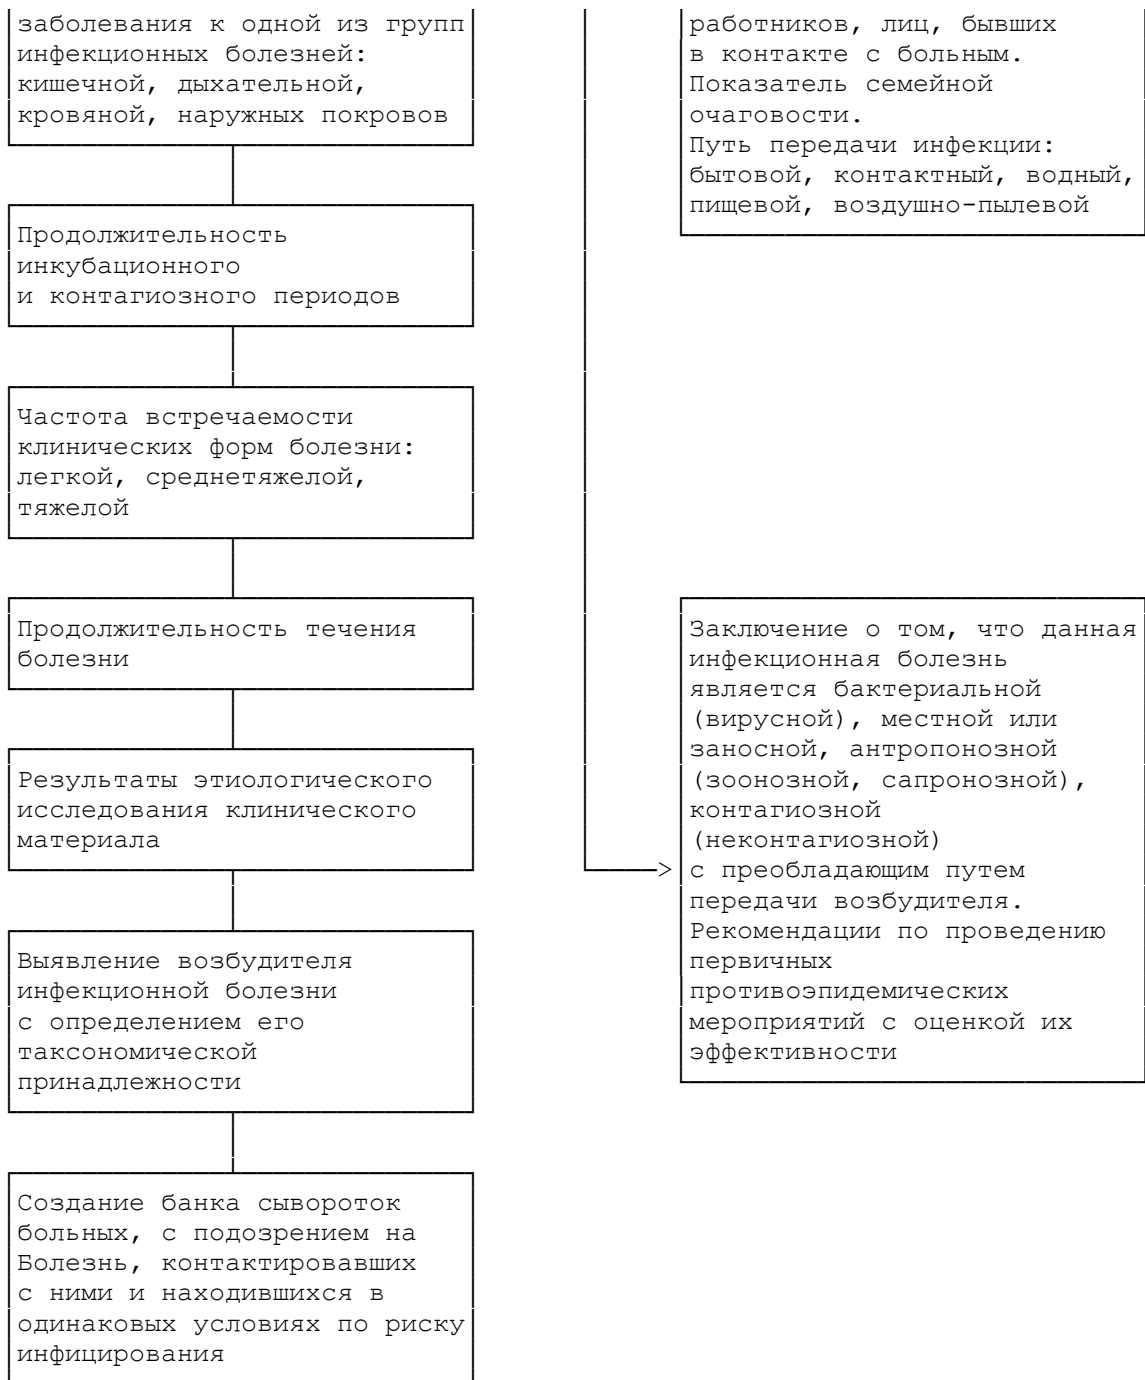 заболевания к одной из групп
инфекционных болезней:
кишечной, дыхательной,
кровяной, наружных покровов
Продолжительность
инкубационного
и контагиозного периодов
Частота встречаемости
клинических форм болезни:
легкой, среднетяжелой,
тяжелой
Продолжительность течения
болезни
Результаты этиологического
исследования клинического
материала
Выявление возбудителя
инфекционной болезни
с определением его
таксономической
принадлежности
Создание банка сывороток
больных, с подозрением на
Болезнь, контактировавших
с ними и находившихся в
одинаковых условиях по риску
инфицирования
работников, лиц, бывших
в контакте с больным.
Показатель семейной
очаговости.
Путь передачи инфекции:
бытовой, контактный, водный,
пищевой, воздушно-пылевой
Заключение о том, что данная
инфекционная болезнь
является бактериальной
(вирусной), местной или
заносной, антропонозной
(зоонозной, сапронозной),
контагиозной
(неконтагиозной)
с преобладающим путем
передачи возбудителя.
Рекомендации по проведению
первичных
противоэпидемических
мероприятий с оценкой их
эффективности